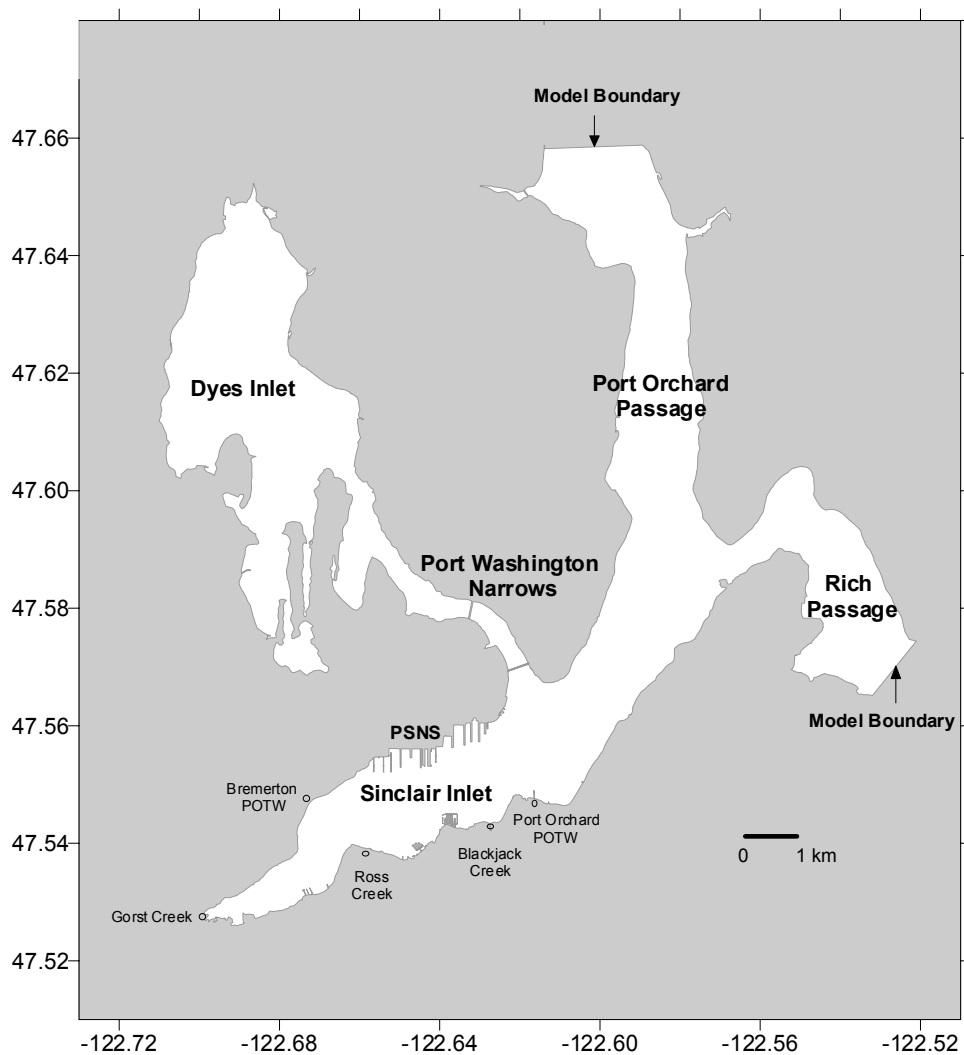 Model Boundary
47.66
47.64
47.62
Dyes Inlet
Port Orchard
Passage
47.60
Port Washington
Narrows
Rich
Passage
47.58
Model Boundary
47.56
PSNS
Bremerton
POTW
Sinclair Inlet
Port Orchard
POTW
47.54
0 1 km
Blackjack
Creek
Ross
Creek
Gorst Creek
47.52
-122.72 -122.68 -122.64 -122.60 -122.56 -122.52